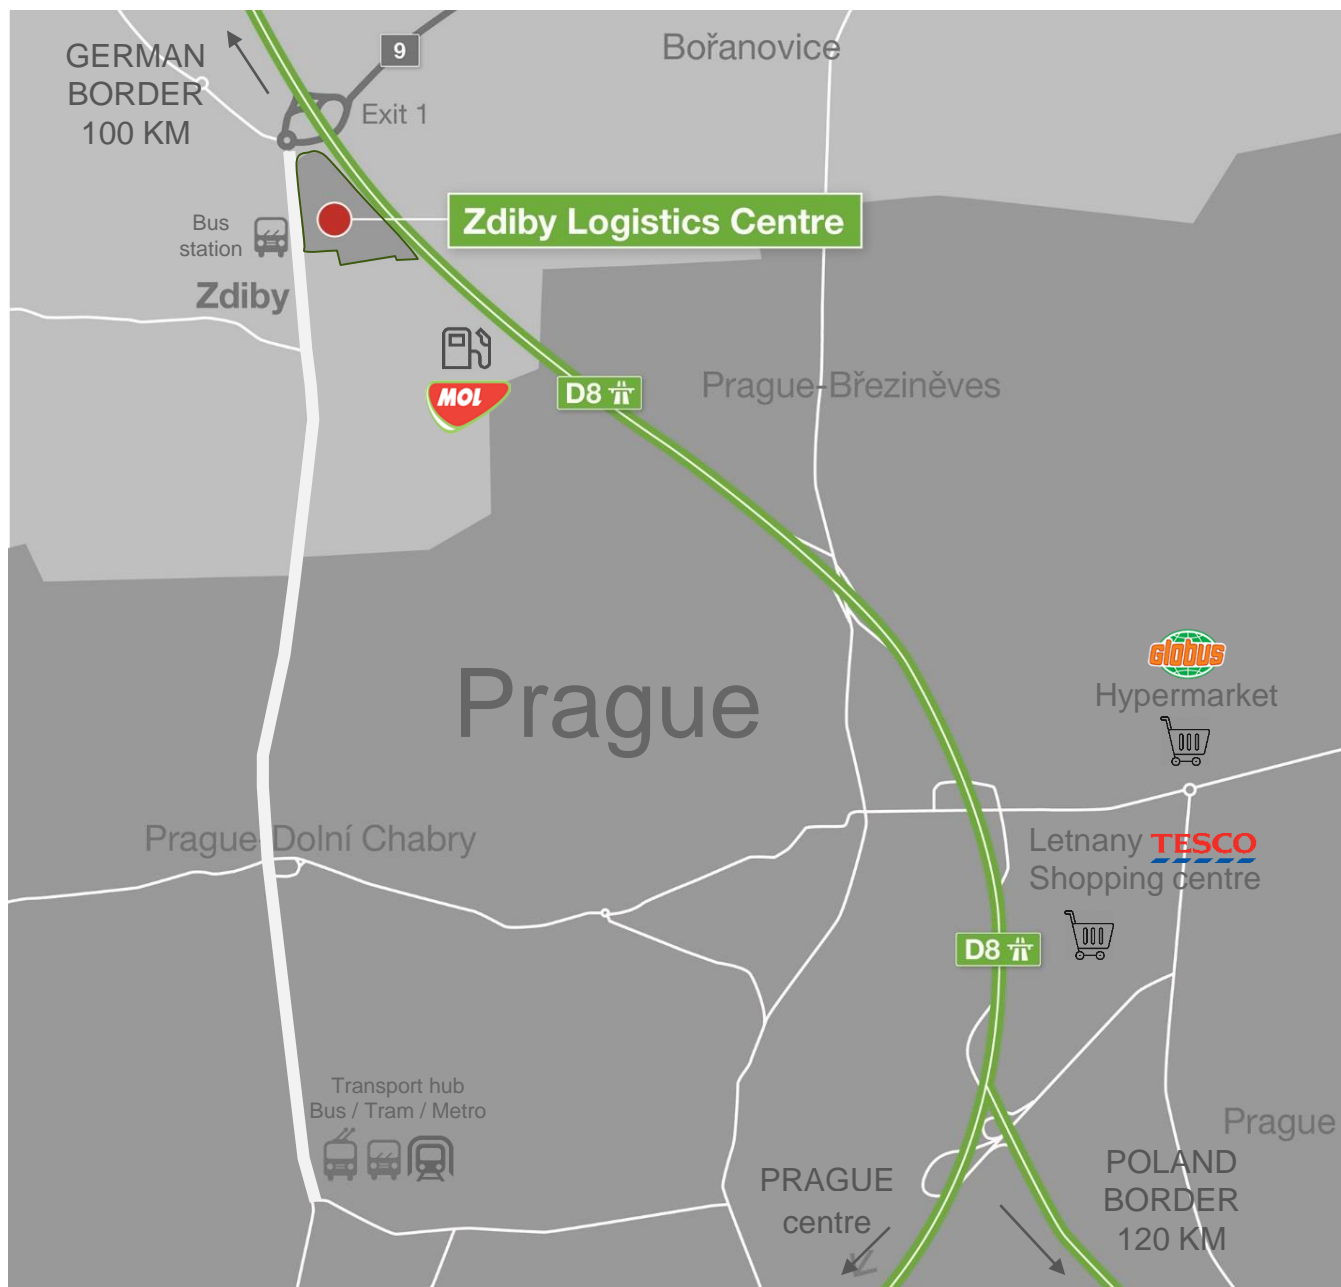 GERMAN
BORDER
100 KM
9
Exit 1
Bořanovice
Bus
station
Zdiby Logistics Centre
Zdiby
MOL
D8
Prague-Březiněves
Prague
Globus
Hypermarket
Prague-Dolní Chabry
Letnany TESCO
Shopping centre
D8
Transport hub
Bus / Tram / Metro
Prague
PRAGUE
centre
POLAND
BORDER
120 KM